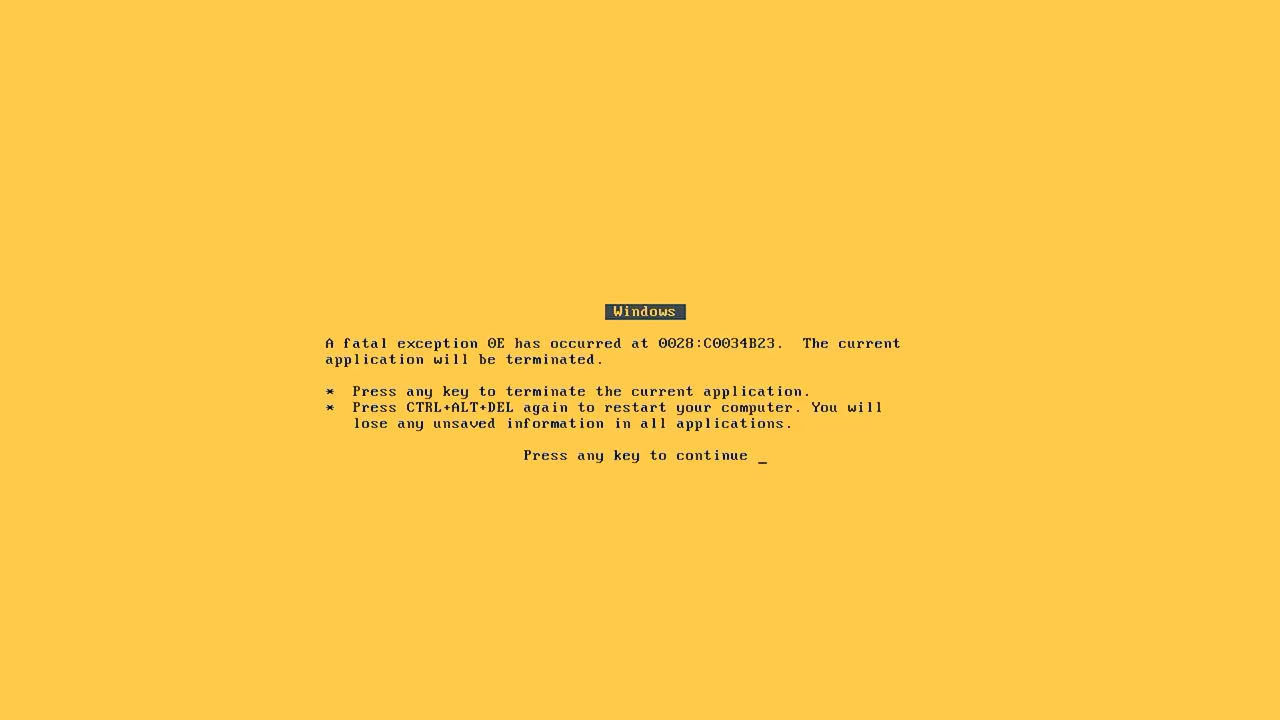 Windows
A fatal exception 0E has occurred at 0028:C0034B23. The current
application will be terminated.
* Press any key to terminate the current application.
* Press CTRL+ALT+DEL again to restart your computer. You will
lose any unsaved information in all applications.
Press any key to continue _